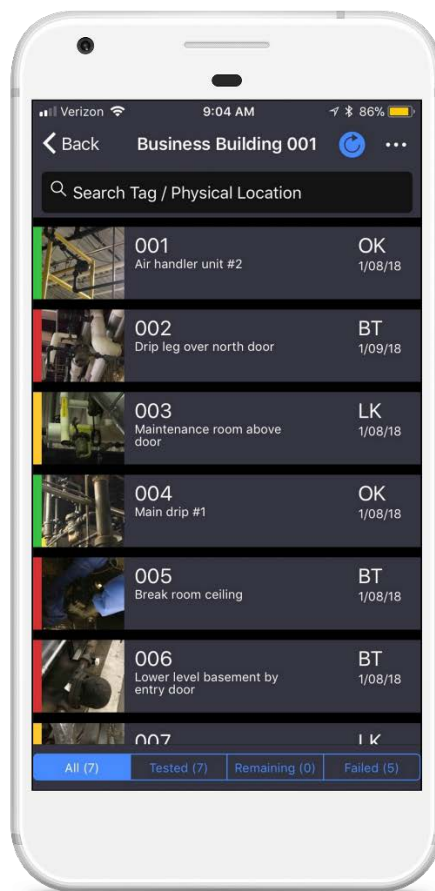 Verizon 9:04 AM 86%
Back Business Building 001
Search Tag / Physical Location
001 OK
Air handler unit #2 1/08/18
002 BT
Drip leg over north door 1/09/18
003 LK
Maintenance room above 1/08/18
door
004 OK
Main drip #1 1/08/18
005 BT
Break room ceiling 1/08/18
006 BT
Lower level basement by 1/08/18
entry door
007 LK
All (7) Tested (7) Remaining (0) Failed (5)